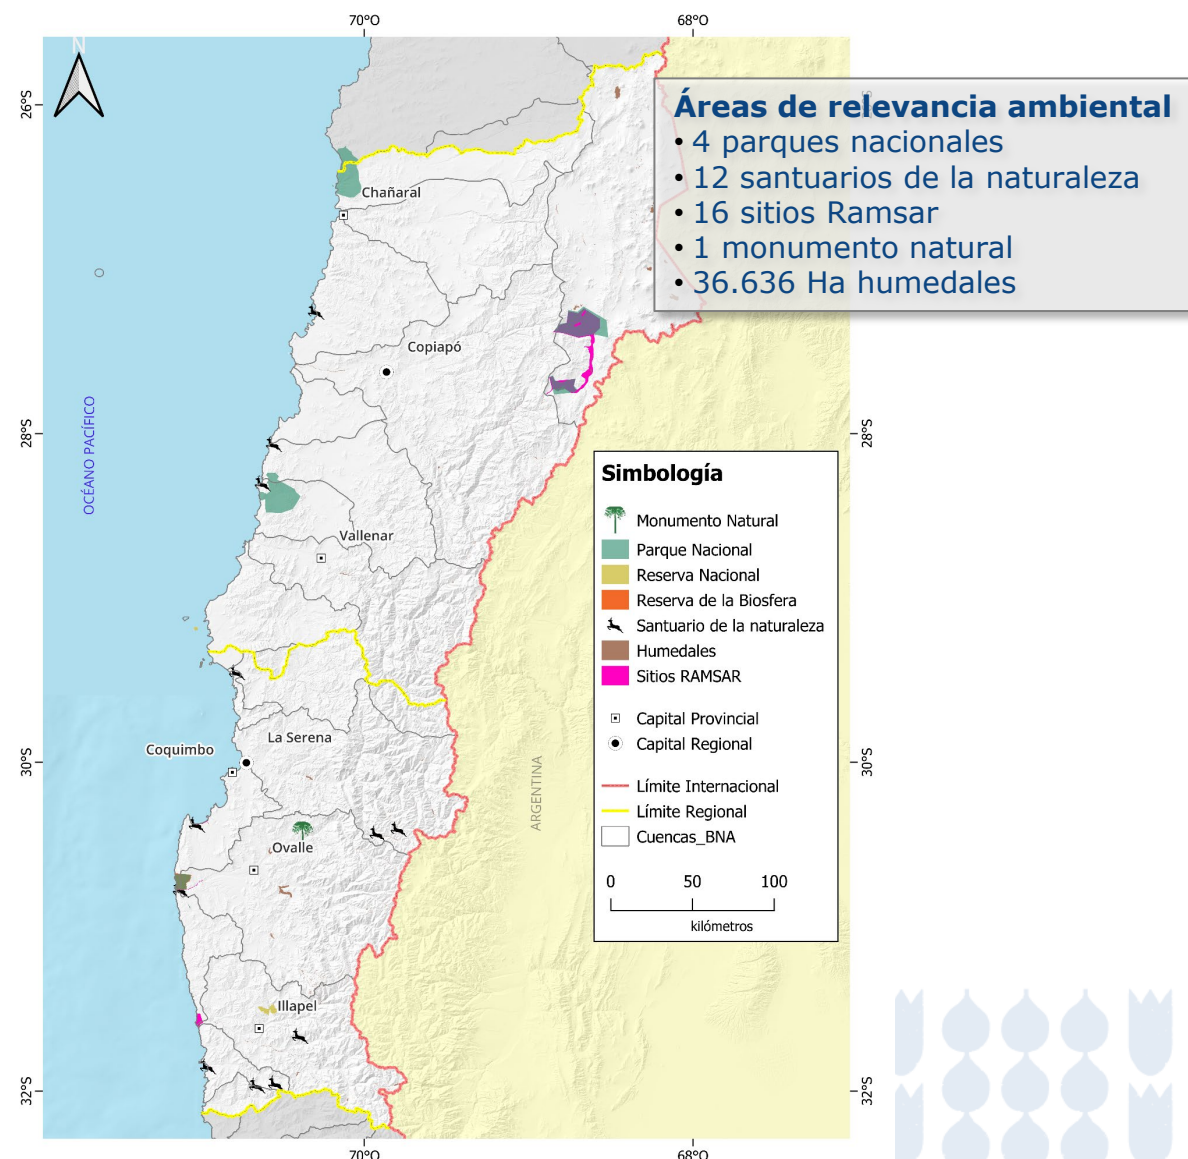 70°O
68°O
N
26°S
Áreas de relevancia ambiental
• 4 parques nacionales
• 12 santuarios de la naturaleza
• 16 sitios Ramsar
• 1 monumento natural
• 36.636 Ha humedales
Chañaral
Copiapó
OCÉANO PACÍFICO
28°S
28°S
Vallenar
Simbología
Monumento Natural
Parque Nacional
Reserva Nacional
Reserva de la Biosfera
Santuario de la naturaleza
Humedales
Sitios RAMSAR
Capital Provincial
Capital Regional
Límite Internacional
Límite Regional
Cuencas_BNA
0 50 100
kilómetros
La Serena
Coquimbo
30°S
30°S
ARGENTINA
Ovalle
Illapel
32°S
32°S
70°O
68°O